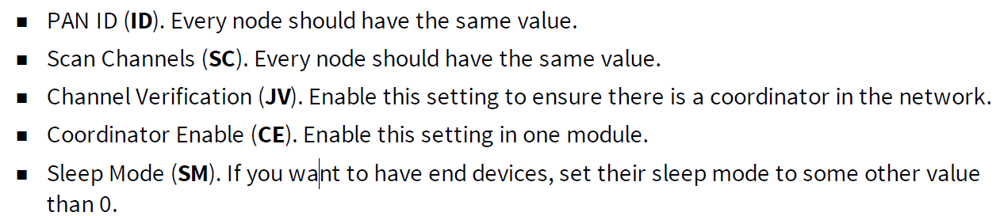 ▪ PAN ID (ID). Every node should have the same value.
▪ Scan Channels (SC). Every node should have the same value.
▪ Channel Verification (JV). Enable this setting to ensure there is a coordinator in the network.
▪ Coordinator Enable (CE). Enable this setting in one module.
▪ Sleep Mode (SM). If you want to have end devices, set their sleep mode to some other value
than 0.